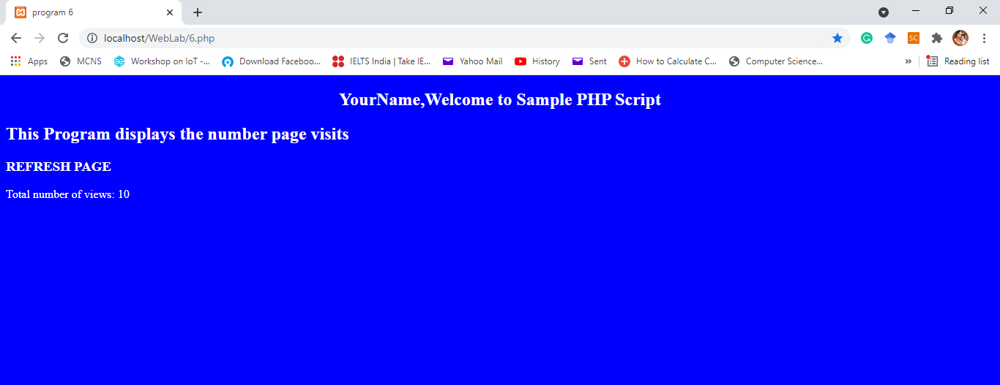 program 6
localhost/WebLab/6.php
SC
Apps MCNS Workshop on IoT -... Download Faceboo... IELTS India | Take IE... Yahoo Mail History Sent How to Calculate C... Computer Science... » Reading list
YourName,Welcome to Sample PHP Script
This Program displays the number page visits
REFRESH PAGE
Total number of views: 10